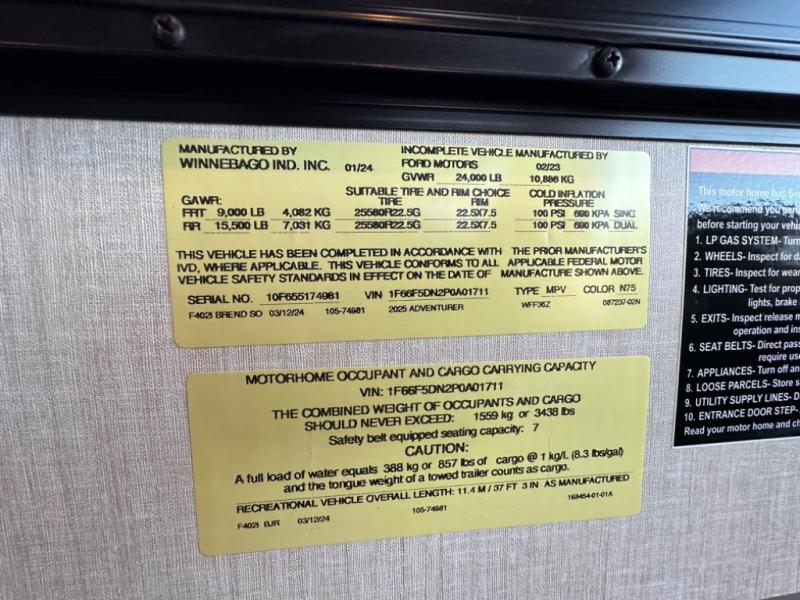 MANUFACTURED BY INCOMPLETE VEHICLE MANUFACTURED BY
WINNEBAGO IND. INC. 01/24 FORD MOTORS 02/23
GVWR 24,000 LB 10,886 KG
SUITABLE TIRE AND RIM CHOICE COLD INFLATION
GAWR: TIRE RIM PRESSURE
FRT 9,000 LB 4,082 KG 25580R22.5G 22.5X7.5 100 PSI 690 KPA SING
RR 15,500 LB 7,031 KG 25580R22.5G 22.5X7.5 100 PSI 690 KPA DUAL
THIS VEHICLE HAS BEEN COMPLETED IN ACCORDANCE WITH THE PRIOR MANUFACTURER'S
IVD, WHERE APPLICABLE. THIS VEHICLE CONFORMS TO ALL APPLICABLE FEDERAL MOTOR
VEHICLE SAFETY STANDARDS IN EFFECT ON THE DATE OF MANUFACTURE SHOWN ABOVE.
SERIAL NO. 10F655174981 VIN 1F66F5DN2P0A01711 TYPE MPV COLOR N75
F402I BREND SO 03/12/24 105-74981 2025 ADVENTURER WFF36Z 087237-02N
MOTORHOME OCCUPANT AND CARGO CARRYING CAPACITY
VIN: 1F66F5DN2P0A01711
THE COMBINED WEIGHT OF OCCUPANTS AND CARGO
SHOULD NEVER EXCEED: 1559 kg or 3438 lbs
Safety belt equipped seating capacity: 7
CAUTION:
A full load of water equals 388 kg or 857 lbs of cargo @ 1 kg/L (8.3 lbs/gal)
and the tongue weight of a towed trailer counts as cargo.
RECREATIONAL VEHICLE OVERALL LENGTH: 11.4 M / 37 FT 3 IN AS MANUFACTURED
F402I BJR 03/12/24 105-74981 168454-01-01A
This motor home has
We recommend you
before starting your
1. LP GAS SYSTEM- Turn
2. WHEELS- Inspect for
3. TIRES- Inspect for
4. LIGHTING- Test for
lights, brake
5. EXITS- Inspect release
operation and
6. SEAT BELTS- Direct
require
7. APPLIANCES- Turn off
8. LOOSE PARCELS- Store
9. UTILITY SUPPLY LINES-
10. ENTRANCE DOOR STEP-
Read your motor home and